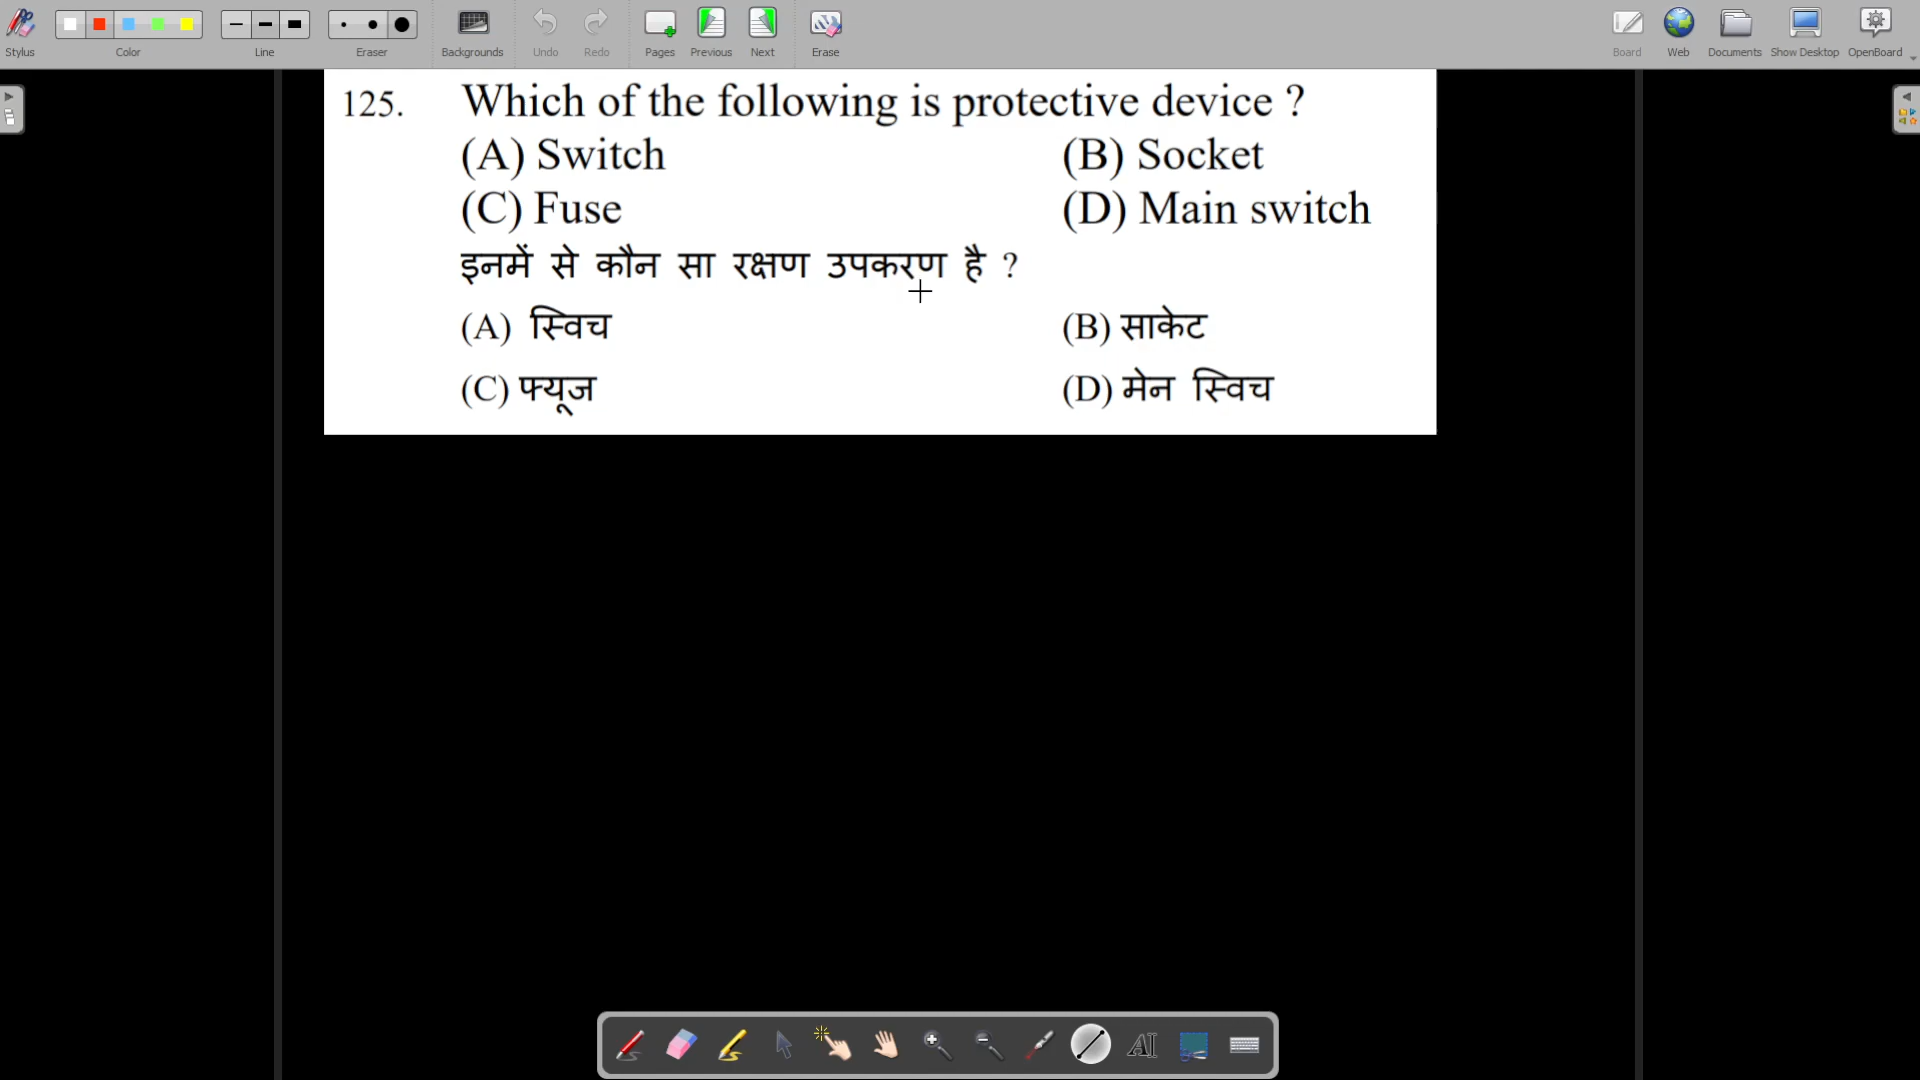 Stylus Color Line Eraser Backgrounds Undo Redo Pages Previous Next Erase Board Web Documents Show Desktop OpenBoard
125. Which of the following is protective device ?
(A) Switch (B) Socket
(C) Fuse (D) Main switch
इनमें से कौन सा रक्षण उपकरण है ?
(A) स्विच (B) साकेट
(C) फ्यूज (D) मेन स्विच
AI